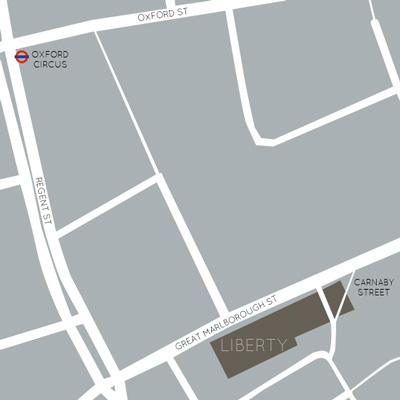 OXFORD ST
OXFORD
CIRCUS
REGENT ST
CARNABY
STREET
GREAT MARLBOROUGH ST
LIBERTY